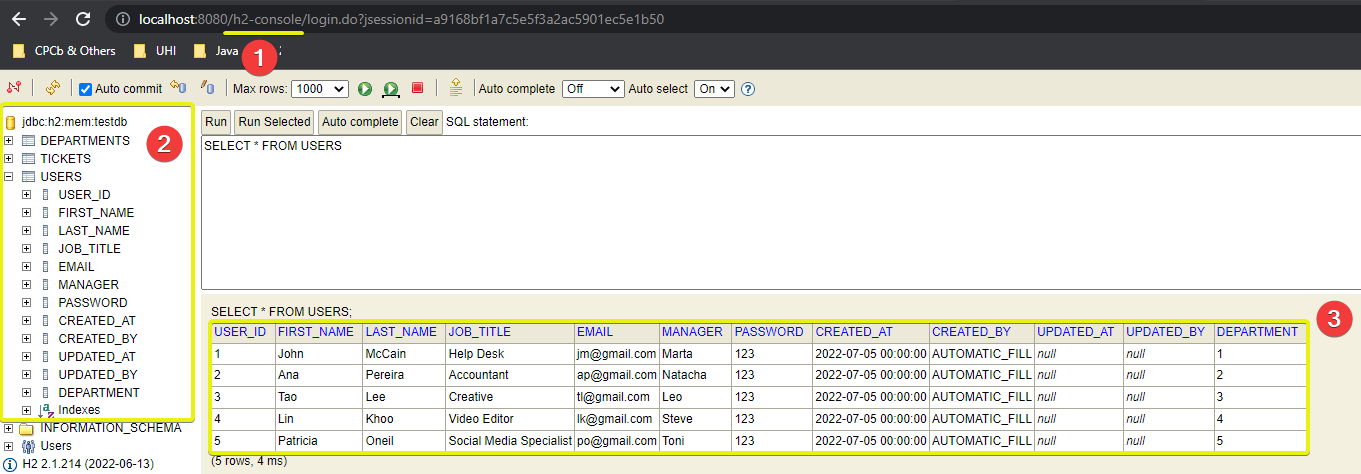 localhost:8080/h2-console/login.do?jsessionid=a9168bf1a7c5e5f3a2ac5901ec5e1b50
CPCb & Others UHI Java
1
Auto commit Max rows: 1000 Auto complete Off Auto select On ?
jdbc:h2:mem:testdb
DEPARTMENTS
TICKETS
USERS
USER_ID
FIRST_NAME
LAST_NAME
JOB_TITLE
EMAIL
MANAGER
PASSWORD
CREATED_AT
CREATED_BY
UPDATED_AT
UPDATED_BY
DEPARTMENT
Indexes
INFORMATION_SCHEMA
Users
H2 2.1.214 (2022-06-13)
2
Run Run Selected Auto complete Clear SQL statement:
SELECT * FROM USERS
SELECT * FROM USERS;
3
USER_ID FIRST_NAME LAST_NAME JOB_TITLE EMAIL MANAGER PASSWORD CREATED_AT CREATED_BY UPDATED_AT UPDATED_BY DEPARTMENT
1 John McCain Help Desk jm@gmail.com Marta 123 2022-07-05 00:00:00 AUTOMATIC_FILL null null 1
2 Ana Pereira Accountant ap@gmail.com Natacha 123 2022-07-05 00:00:00 AUTOMATIC_FILL null null 2
3 Tao Lee Creative tl@gmail.com Leo 123 2022-07-05 00:00:00 AUTOMATIC_FILL null null 3
4 Lin Khoo Video Editor lk@gmail.com Steve 123 2022-07-05 00:00:00 AUTOMATIC_FILL null null 4
5 Patricia Oneil Social Media Specialist po@gmail.com Toni 123 2022-07-05 00:00:00 AUTOMATIC_FILL null null 5
(5 rows, 4 ms)